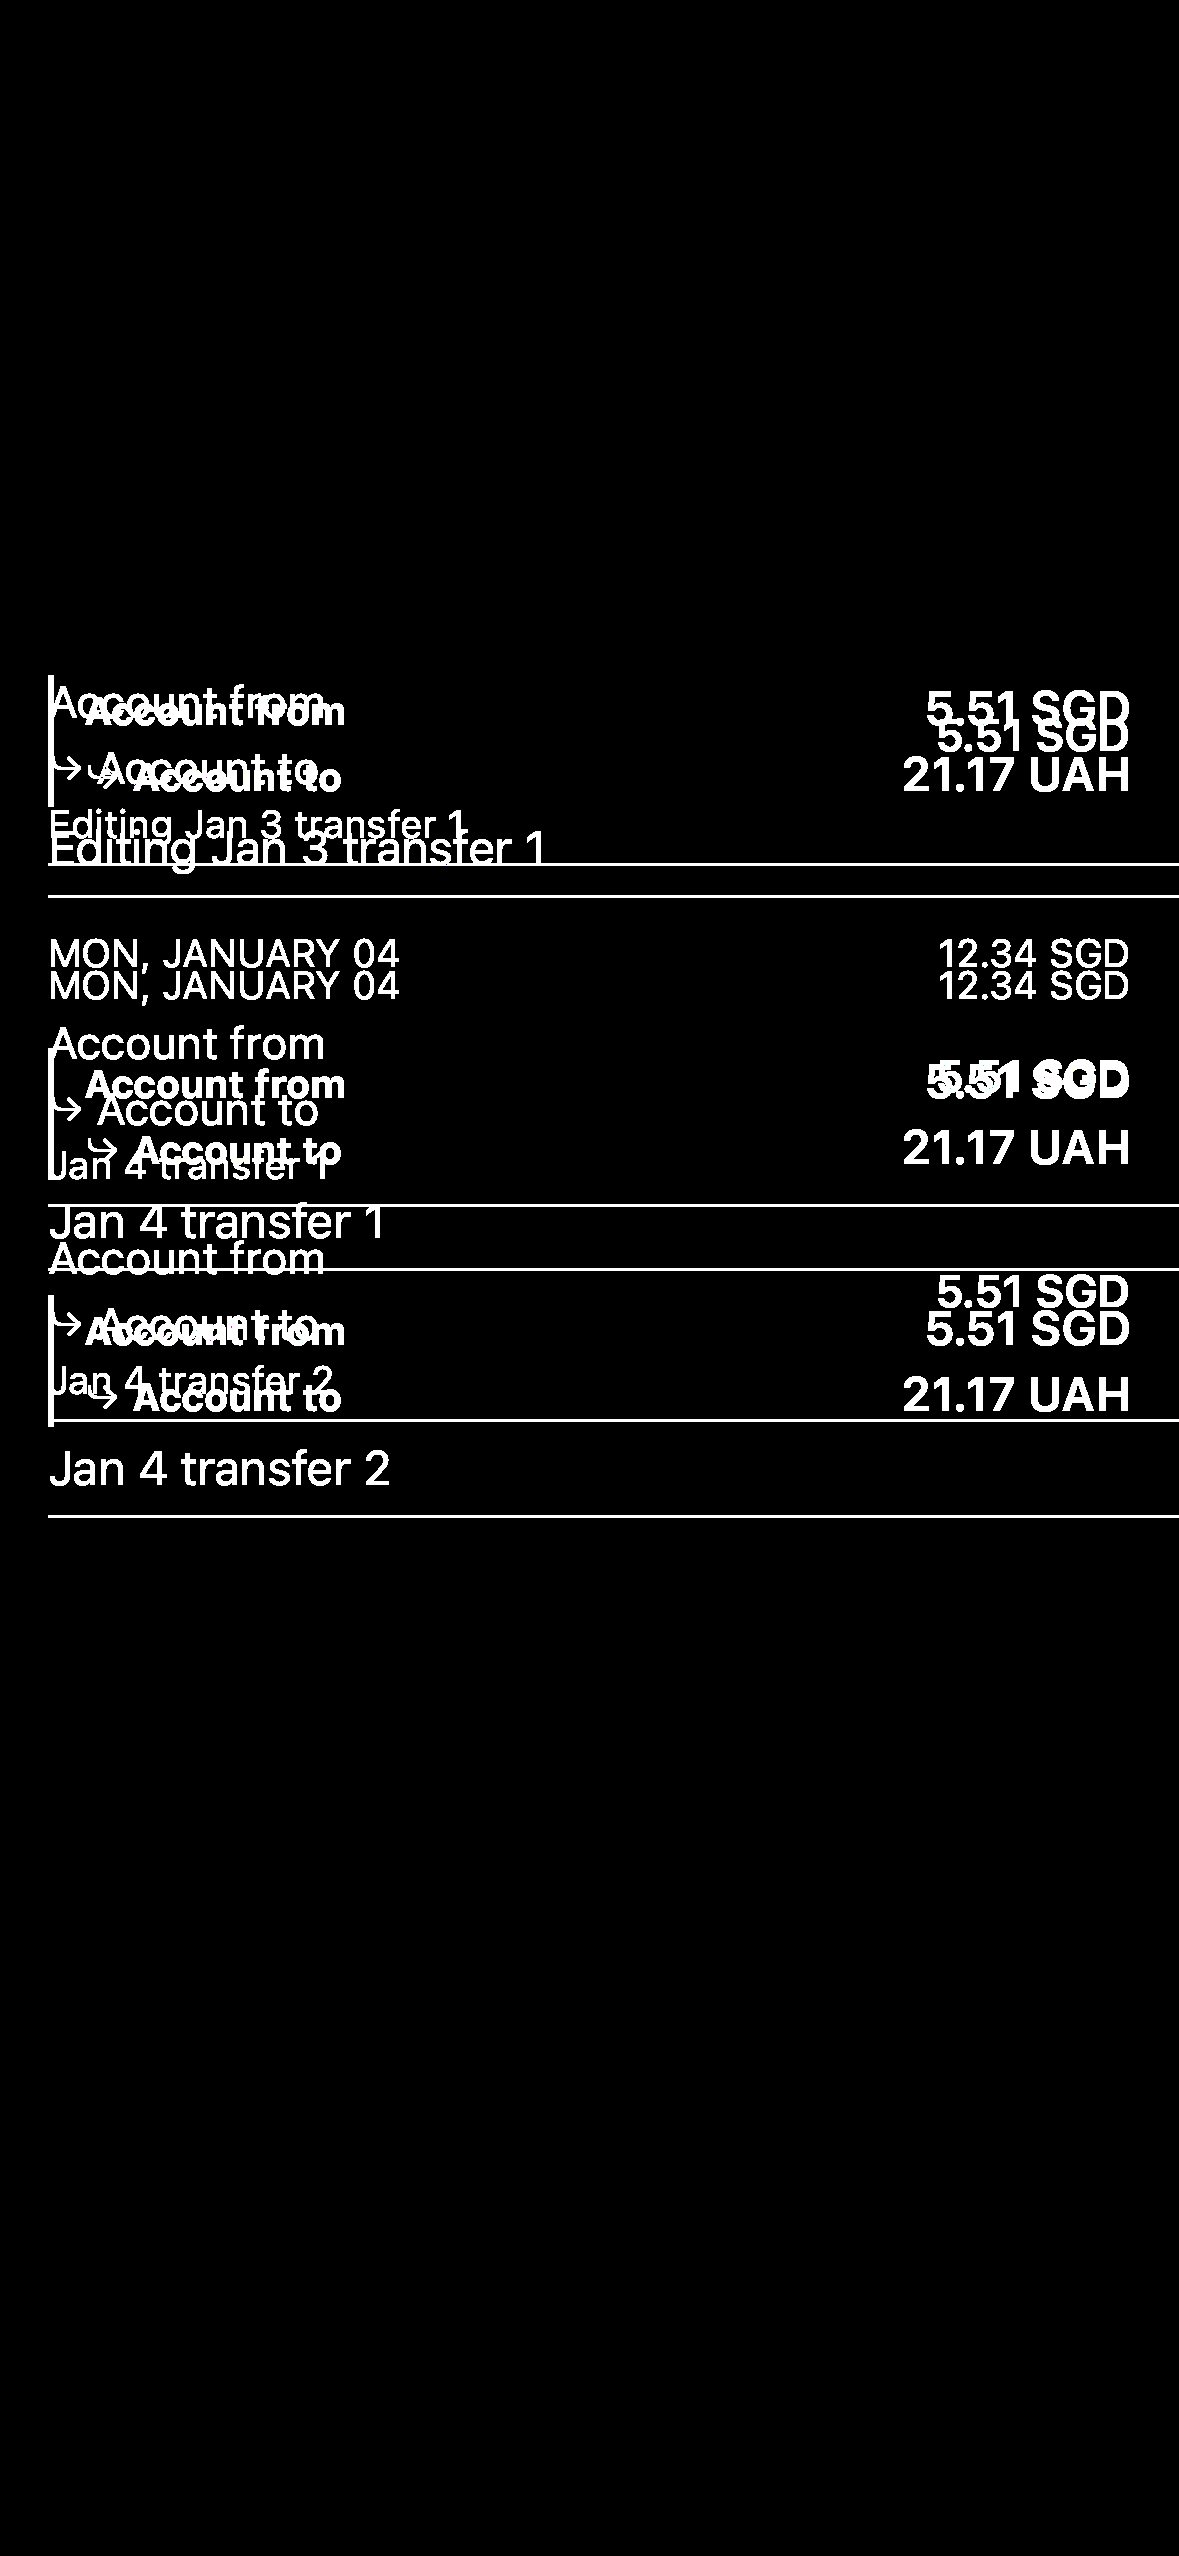 Account from 5.51 SGD
Account from 5.51 SGD
↳ Account to
↳ Account to 21.17 UAH
Editing Jan 3 transfer 1
Editing Jan 3 transfer 1
MON, JANUARY 04 12.34 SGD
MON, JANUARY 04 12.34 SGD
Account from
Account from 5.51 SGD
5.51 SGD
↳ Account to
↳ Account to 21.17 UAH
Jan 4 transfer 1
Jan 4 transfer 1
Account from
5.51 SGD
↳ Account to
Account from 5.51 SGD
Jan 4 transfer 2
↳ Account to 21.17 UAH
Jan 4 transfer 2